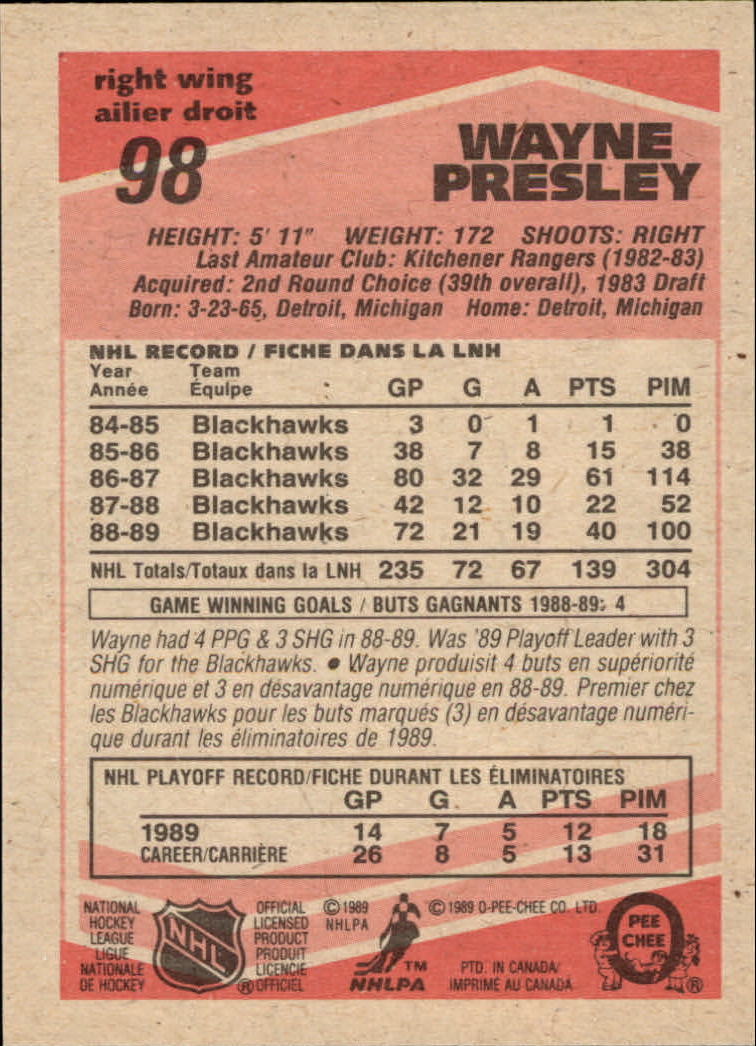 right wing
ailier droit
98
WAYNE
PRESLEY
HEIGHT: 5' 11" WEIGHT: 172 SHOOTS: RIGHT
Last Amateur Club: Kitchener Rangers (1982-83)
Acquired: 2nd Round Choice (39th overall), 1983 Draft
Born: 3-23-65, Detroit, Michigan Home: Detroit, Michigan
NHL RECORD / FICHE DANS LA LNH
Year Team
Année Équipe GP G A PTS PIM
84-85 Blackhawks 3 0 1 1 0
85-86 Blackhawks 38 7 8 15 38
86-87 Blackhawks 80 32 29 61 114
87-88 Blackhawks 42 12 10 22 52
88-89 Blackhawks 72 21 19 40 100
NHL Totals/Totaux dans la LNH 235 72 67 139 304
GAME WINNING GOALS / BUTS GAGNANTS 1988-89: 4
Wayne had 4 PPG & 3 SHG in 88-89. Was '89 Playoff Leader with 3
SHG for the Blackhawks. ● Wayne produisit 4 buts en supériorité
numérique et 3 en désavantage numérique en 88-89. Premier chez
les Blackhawks pour les buts marqués (3) en désavantage numéri-
que durant les éliminatoires de 1989.
NHL PLAYOFF RECORD/FICHE DURANT LES ÉLIMINATOIRES
GP G A PTS PIM
1989 14 7 5 12 18
CAREER/CARRIÈRE 26 8 5 13 31
NATIONAL
HOCKEY
LEAGUE
LIGUE
NATIONALE
DE HOCKEY
NHL
®
OFFICIAL
LICENSED
PRODUCT
PRODUIT
LICENCIE
OFFICIEL
© 1989
NHLPA
TM
NHLPA
© 1989 O-PEE-CHEE CO. LTD.
PTD. IN CANADA/
IMPRIMÉ AU CANADA
O
PEE
CHEE
®